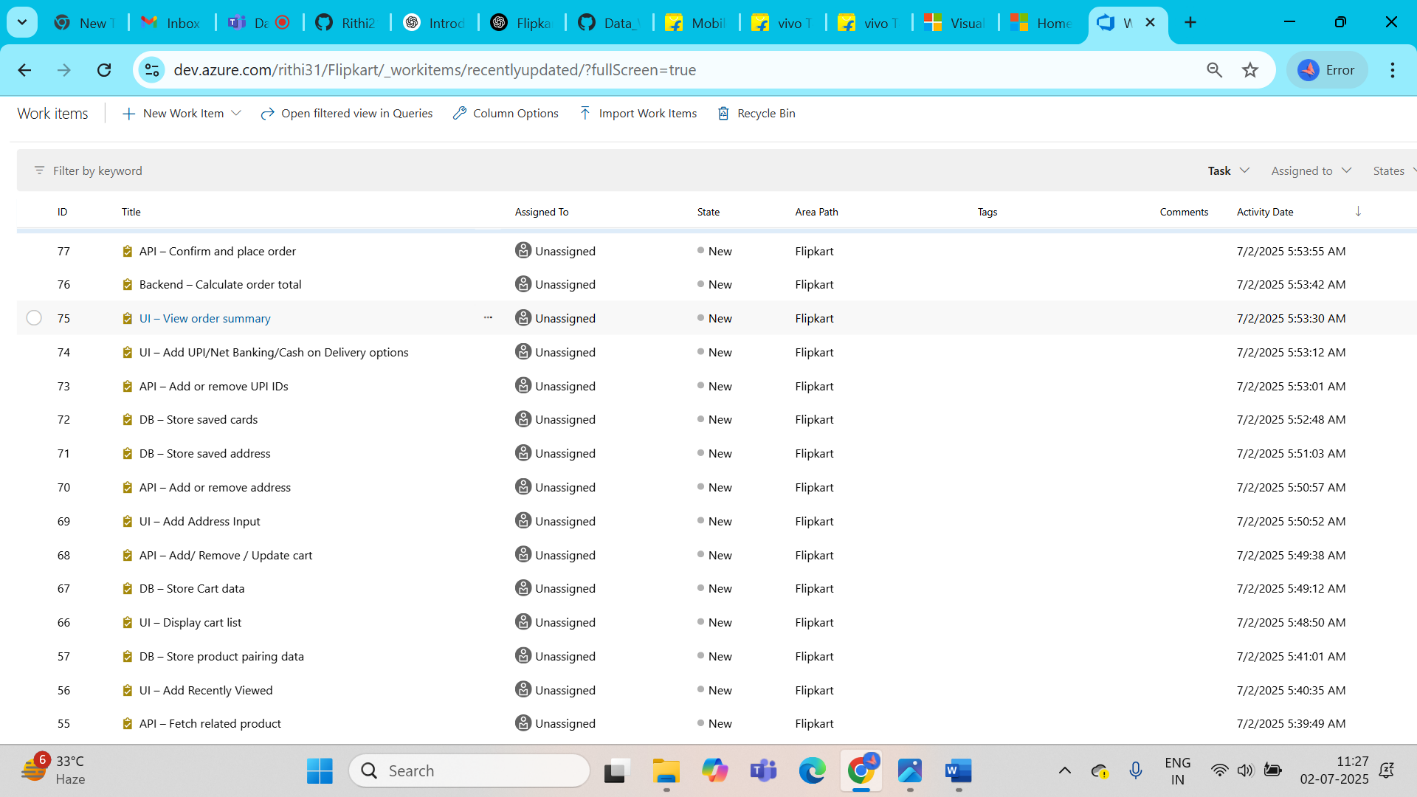 New T
Inbox
Da
Rithi2
Introd
Flipka
Data_
Mobil
vivo T
vivo T
Visual
Home
W
dev.azure.com/rithi31/Flipkart/_workitems/recentlyupdated/?fullScreen=true
Error
Work items
New Work Item
Open filtered view in Queries
Column Options
Import Work Items
Recycle Bin
Filter by keyword
Task
Assigned to
States
ID Title Assigned To State Area Path Tags Comments Activity Date
77 API – Confirm and place order Unassigned New Flipkart 7/2/2025 5:53:55 AM
76 Backend – Calculate order total Unassigned New Flipkart 7/2/2025 5:53:42 AM
75 UI – View order summary ... Unassigned New Flipkart 7/2/2025 5:53:30 AM
74 UI – Add UPI/Net Banking/Cash on Delivery options Unassigned New Flipkart 7/2/2025 5:53:12 AM
73 API – Add or remove UPI IDs Unassigned New Flipkart 7/2/2025 5:53:01 AM
72 DB – Store saved cards Unassigned New Flipkart 7/2/2025 5:52:48 AM
71 DB – Store saved address Unassigned New Flipkart 7/2/2025 5:51:03 AM
70 API – Add or remove address Unassigned New Flipkart 7/2/2025 5:50:57 AM
69 UI – Add Address Input Unassigned New Flipkart 7/2/2025 5:50:52 AM
68 API – Add/ Remove / Update cart Unassigned New Flipkart 7/2/2025 5:49:38 AM
67 DB – Store Cart data Unassigned New Flipkart 7/2/2025 5:49:12 AM
66 UI – Display cart list Unassigned New Flipkart 7/2/2025 5:48:50 AM
57 DB – Store product pairing data Unassigned New Flipkart 7/2/2025 5:41:01 AM
56 UI – Add Recently Viewed Unassigned New Flipkart 7/2/2025 5:40:35 AM
55 API – Fetch related product Unassigned New Flipkart 7/2/2025 5:39:49 AM
6
33°C
Haze
Search
ENG
IN
11:27
02-07-2025